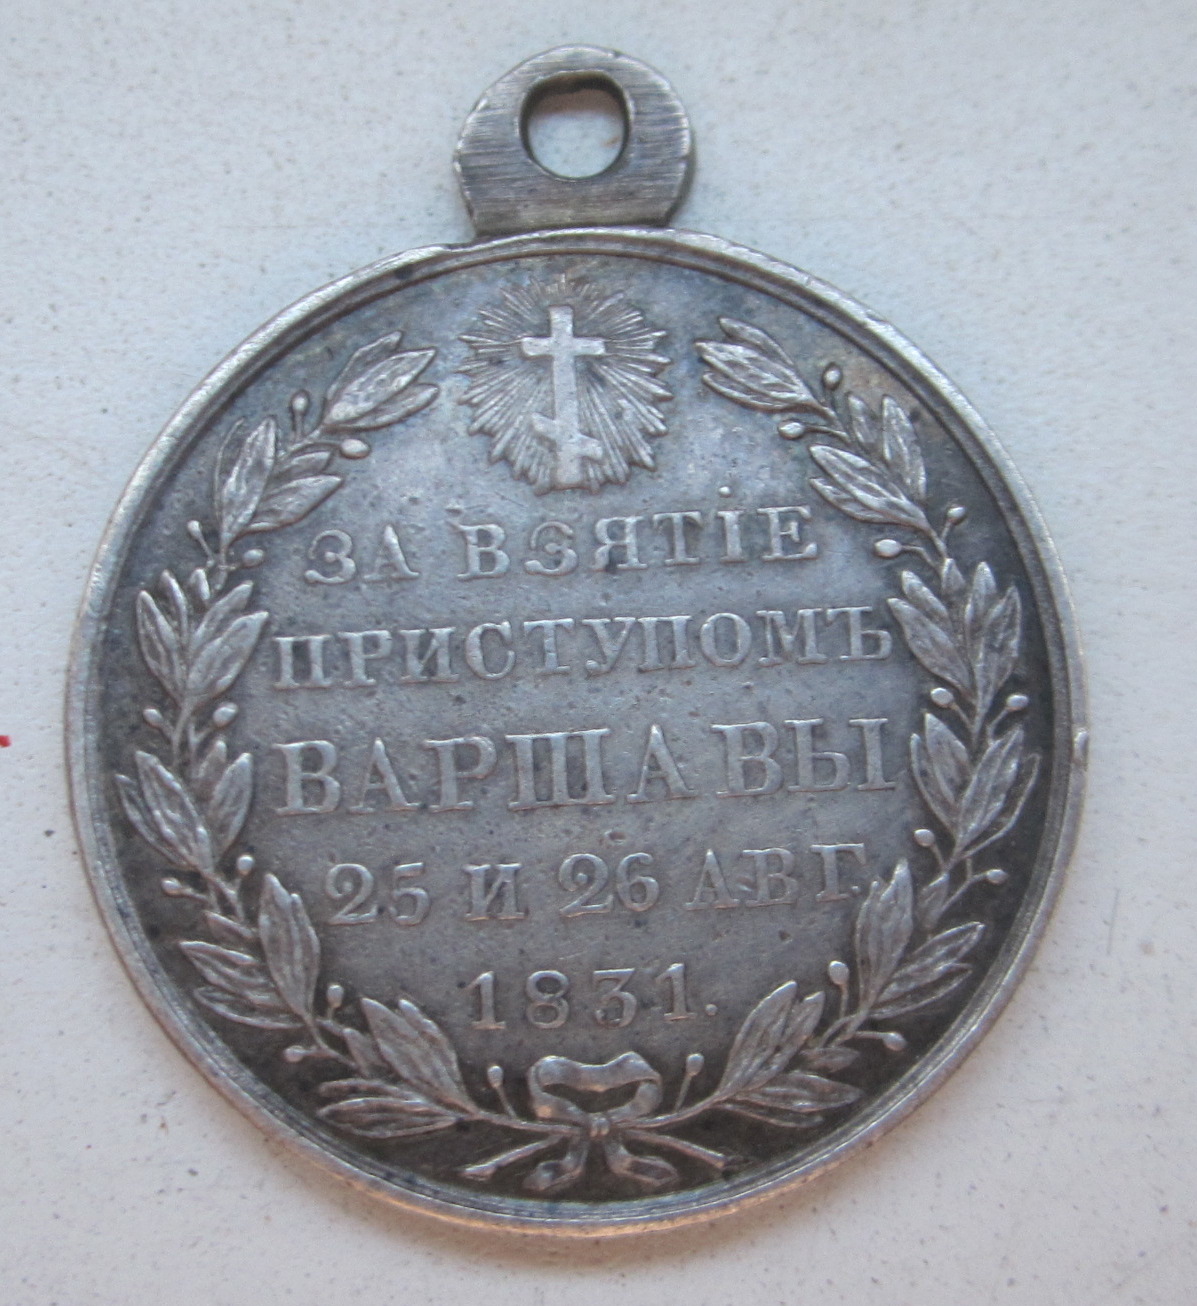 ЗА ВЗЯТІЕ
ПРИСТУПОМЪ
ВАРШАВЫ
25 И 26 АВГ.
1831.